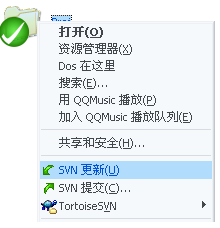 打开(O)
资源管理器(X)
Dos 在这里
搜索(E)...
用 QQMusic 播放(P)
加入 QQMusic 播放队列(E)
共享和安全(H)...
SVN 更新(U)
SVN 提交(C)...
TortoiseSVN